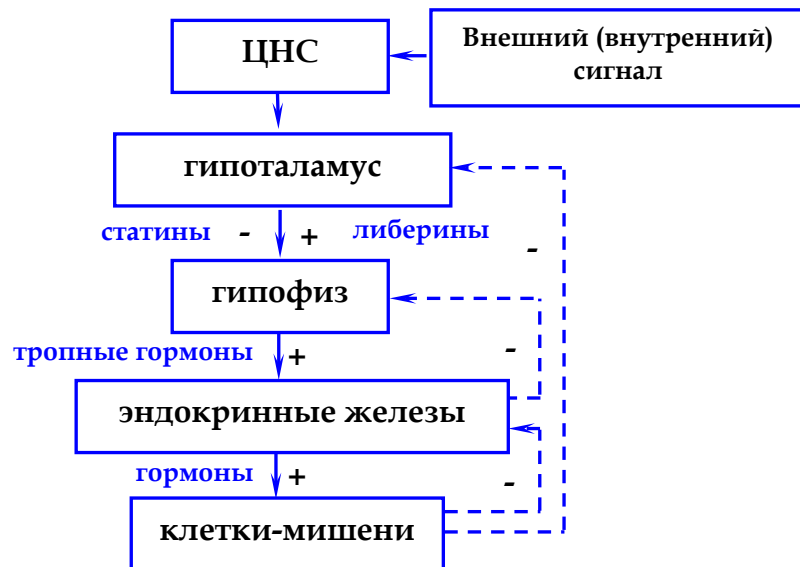 ЦНС
Внешний (внутренний)
сигнал
гипоталамус
статины - + либерины
-
гипофиз
тропные гормоны +
-
эндокринные железы
гормоны +
-
клетки-мишени